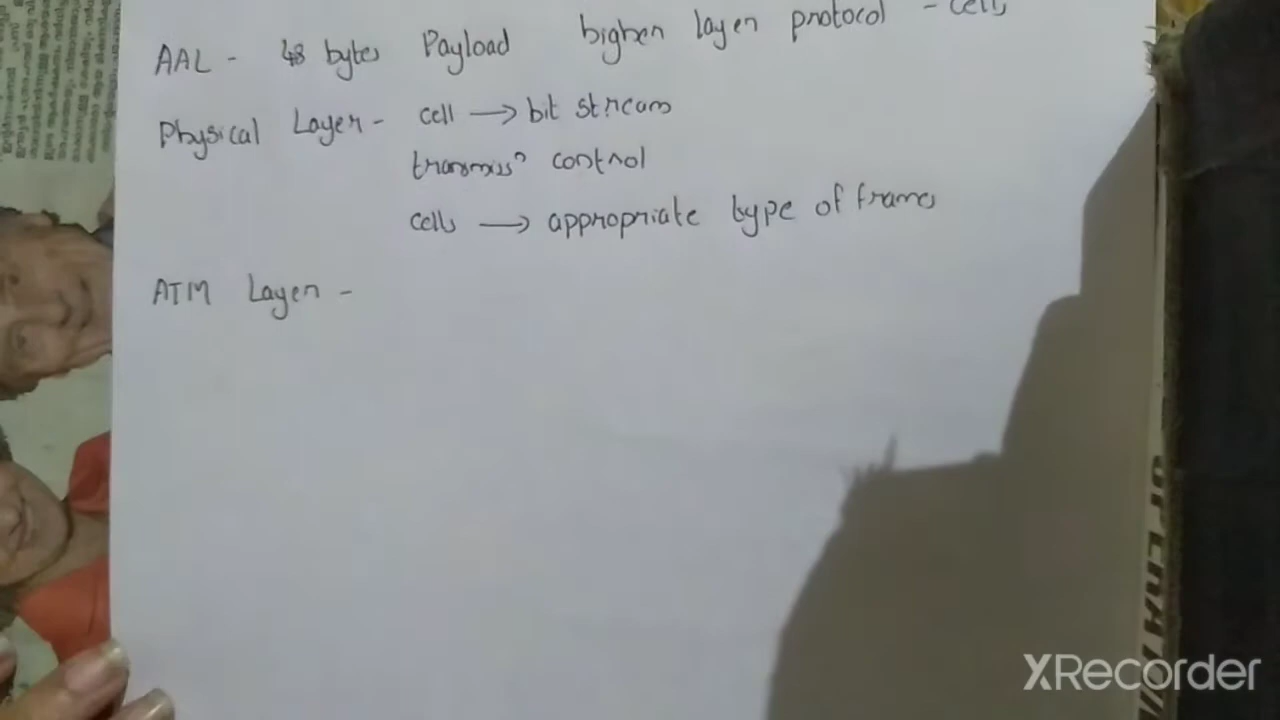 AAL - 48 bytes Payload higher layer protocol - cells
Physical Layer - cell → bit stream
transmissⁿ control
cells → appropriate type of frames
ATM Layer -
XRecorder